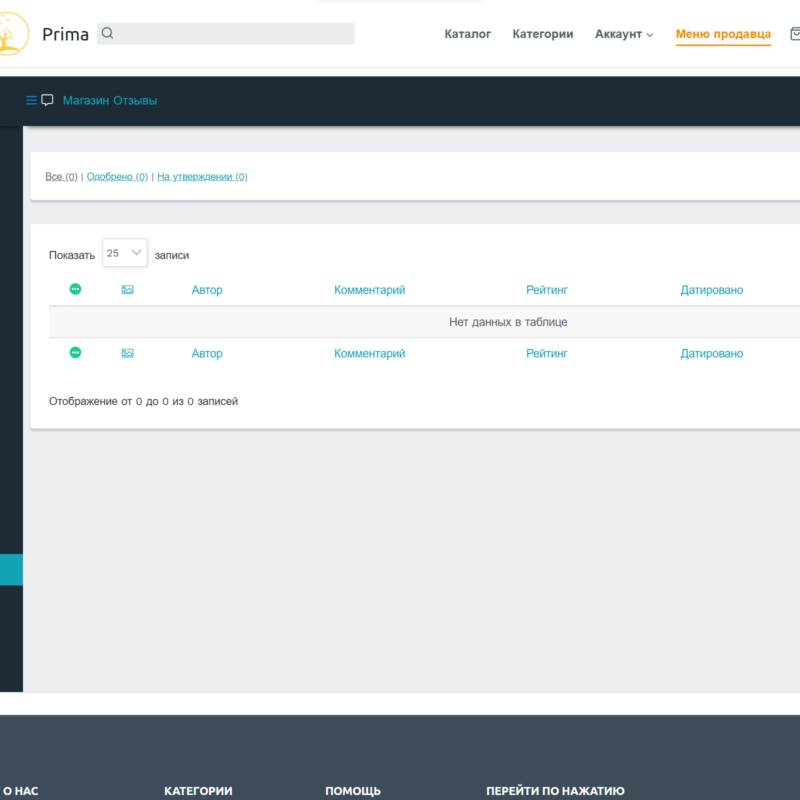 Prima
Каталог Категории Аккаунт Меню продавца
Магазин Отзывы
Все (0) | Одобрено (0) | На утверждении (0)
Показать 25 записи
Автор Комментарий Рейтинг Датировано
Нет данных в таблице
Автор Комментарий Рейтинг Датировано
Отображение от 0 до 0 из 0 записей
О НАС КАТЕГОРИИ ПОМОЩЬ ПЕРЕЙТИ ПО НАЖАТИЮ